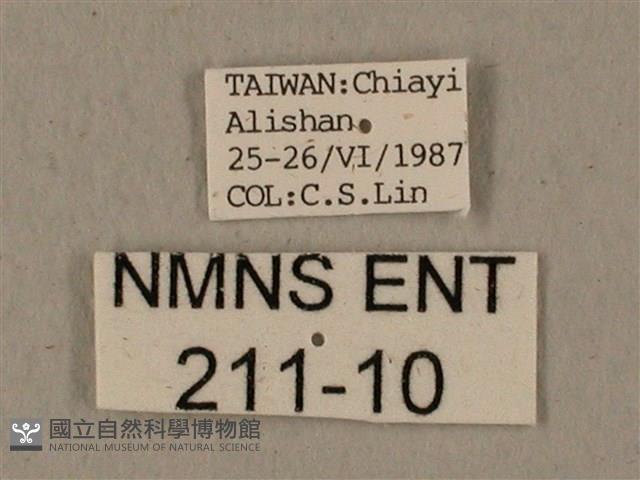 TAIWAN:Chiayi
Alishan
25-26/VI/1987
COL:C.S.Lin
NMNS ENT
211-10
國立自然科學博物館
NATIONAL MUSEUM OF NATURAL SCIENCE